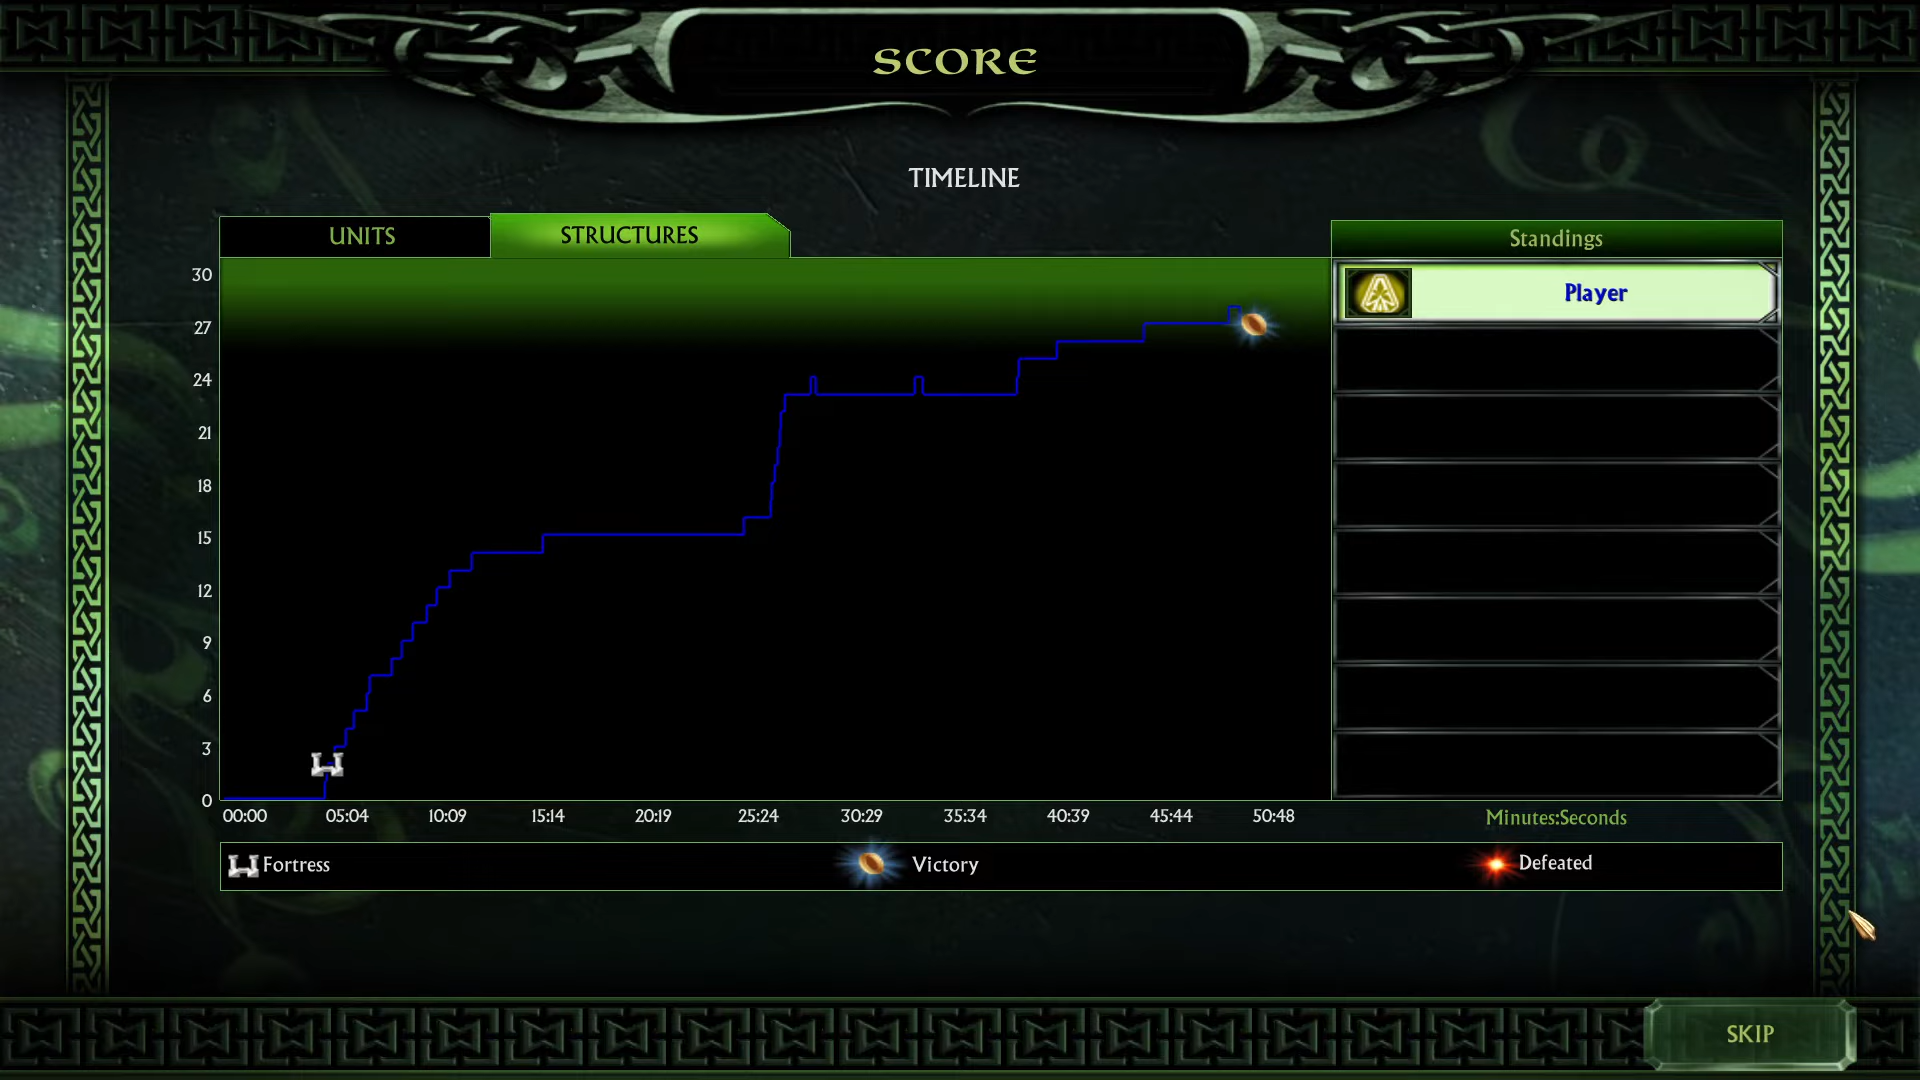 SCORE
TIMELINE
UNITS
STRUCTURES
Standings
Player
30
27
24
21
18
15
12
9
6
3
0
00:00 05:04 10:09 15:14 20:19 25:24 30:29 35:34 40:39 45:44 50:48
Minutes:Seconds
Fortress
Victory
Defeated
SKIP